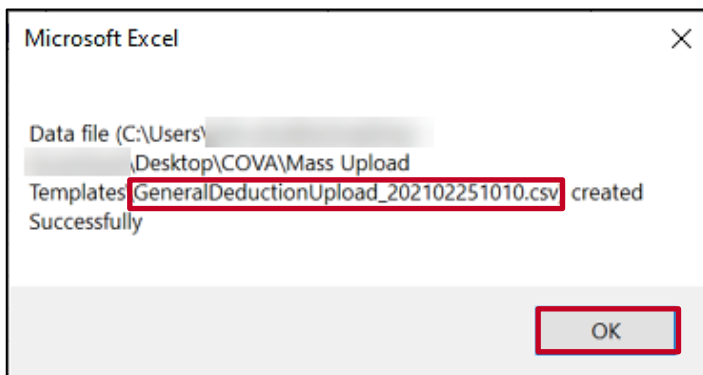 Microsoft Excel
Data file (C:\Users\
\Desktop\COVA\Mass Upload
Templates\GeneralDeductionUpload_202102251010.csv, created
Successfully
OK